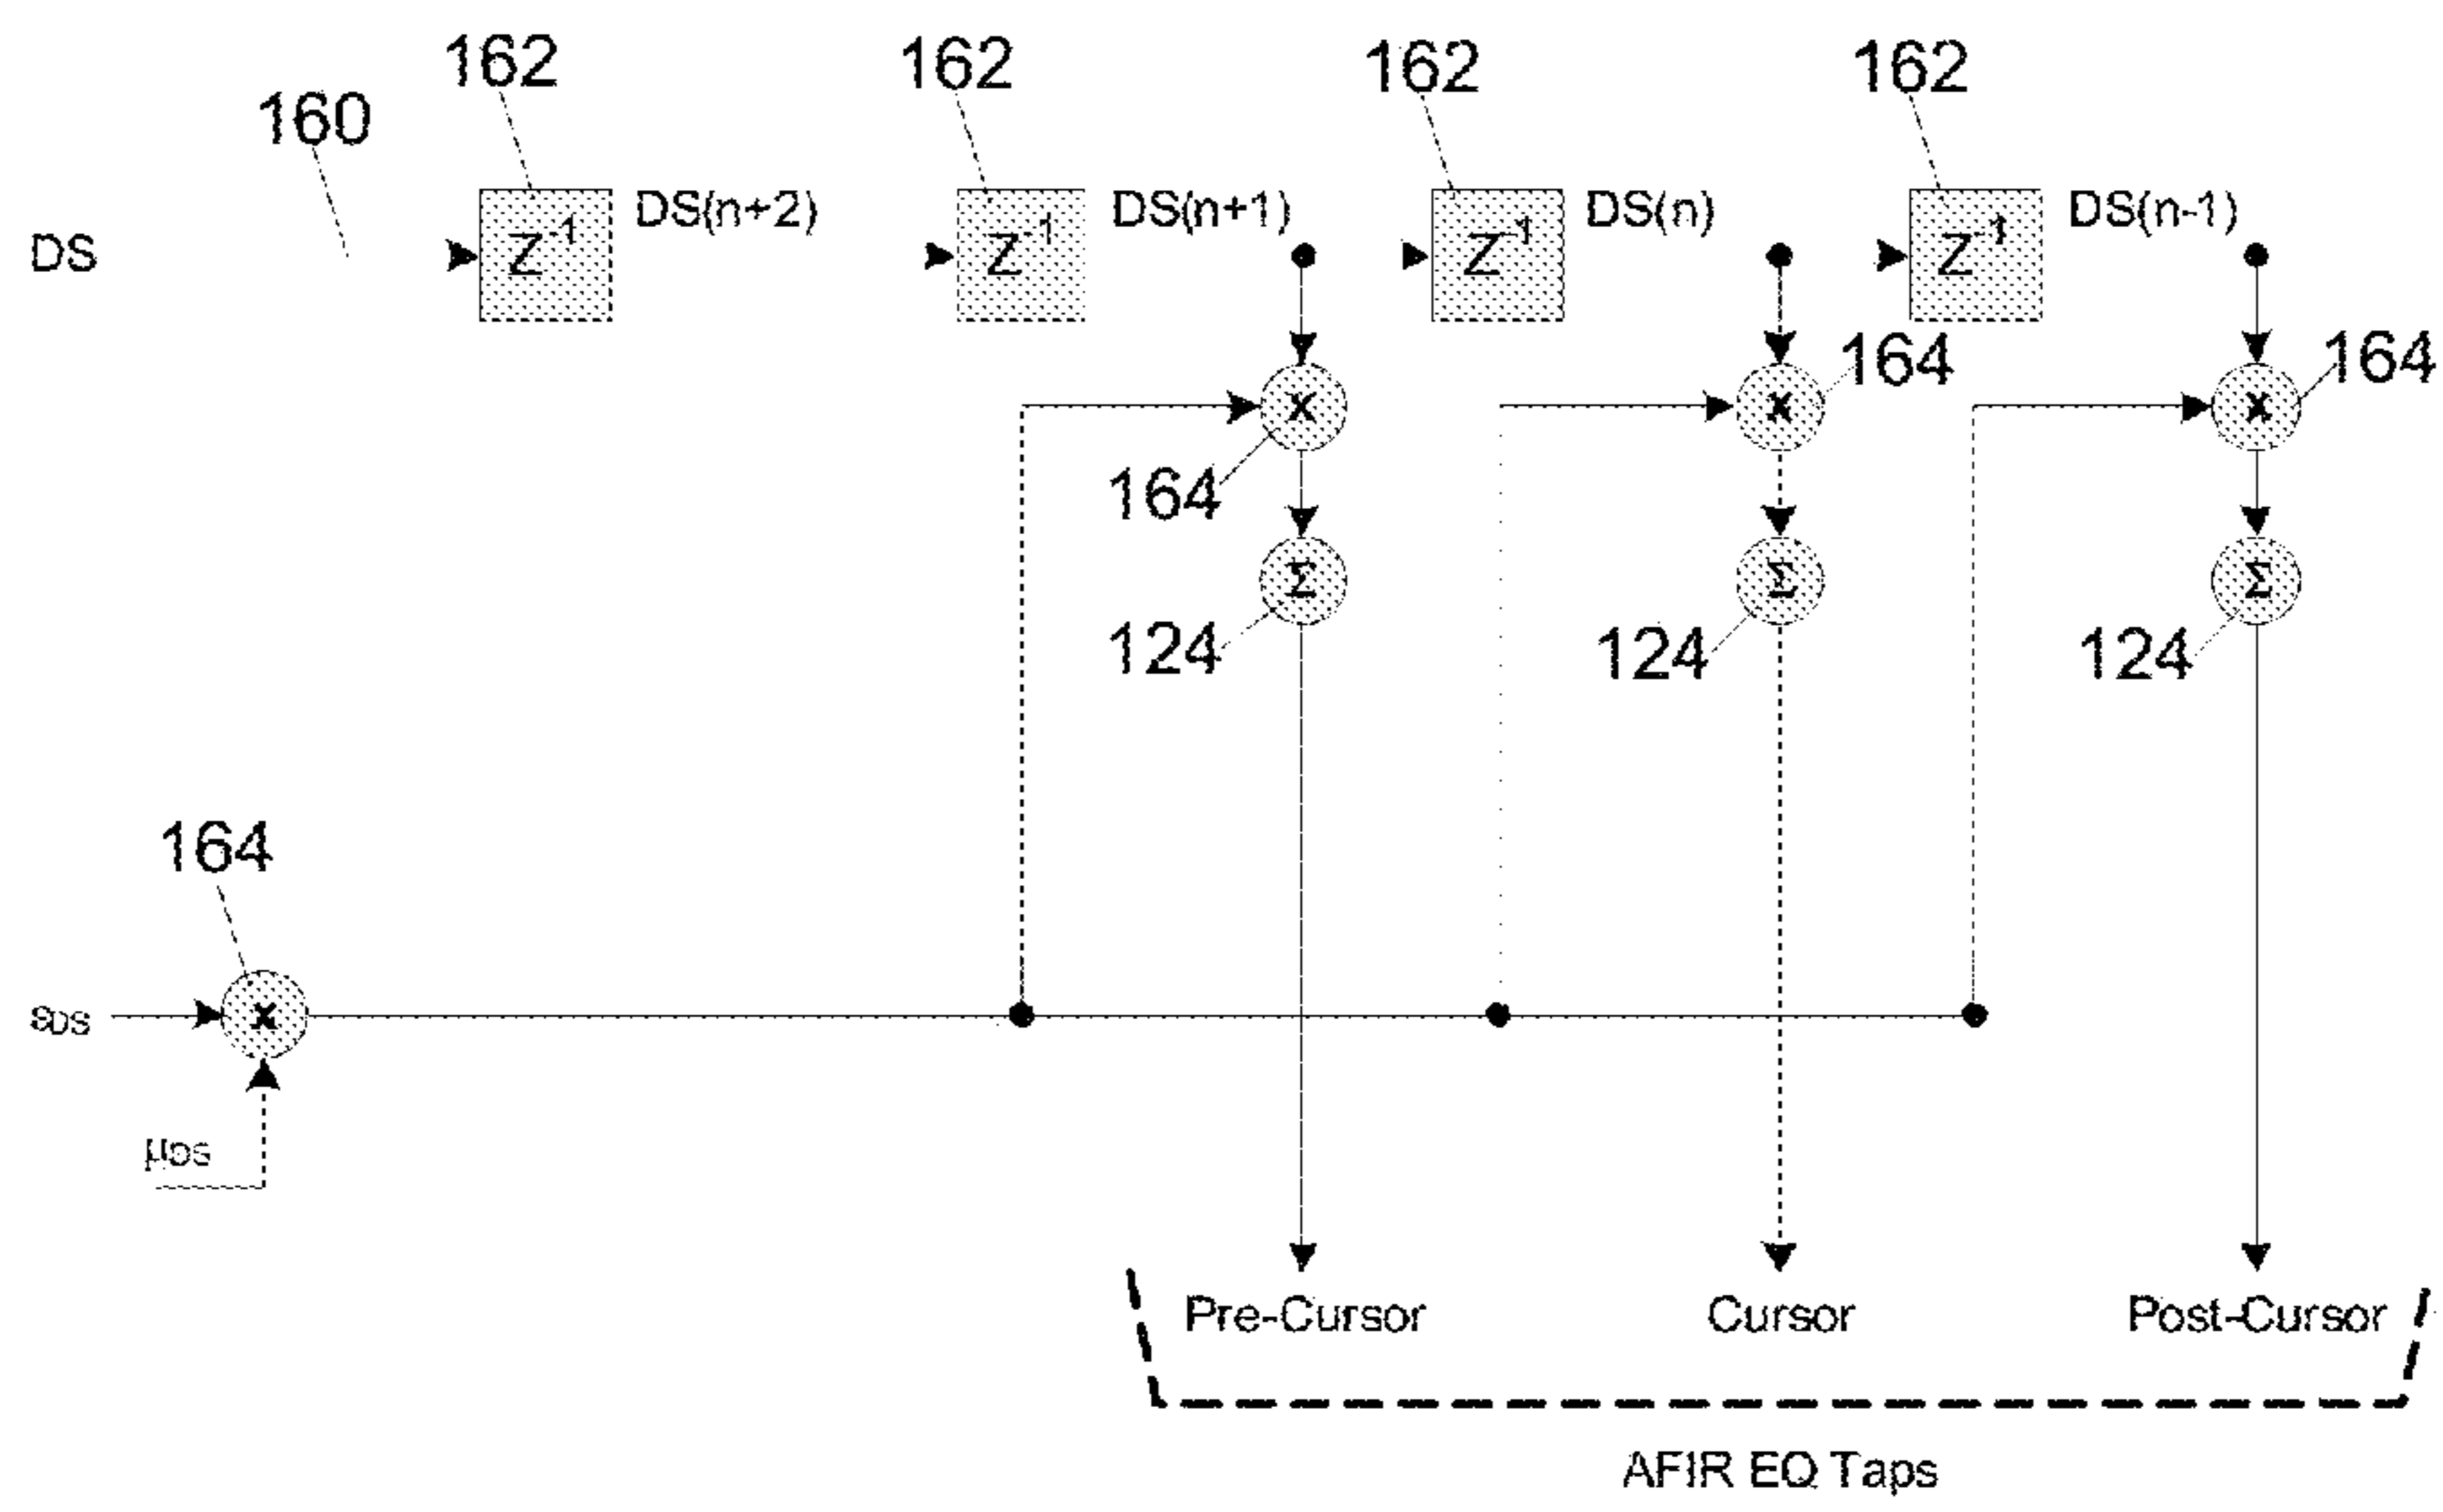 162 162 162 162
160
DS(n+2) DS(n+1) DS(n) DS(n-1)
DS Z-1 Z-1 Z-1 Z-1
164 164
x x x
164
Σ Σ Σ
124 124 124
164
εDS x
μDS
Pre-Cursor Cursor Post-Cursor
AFIR EQ Taps